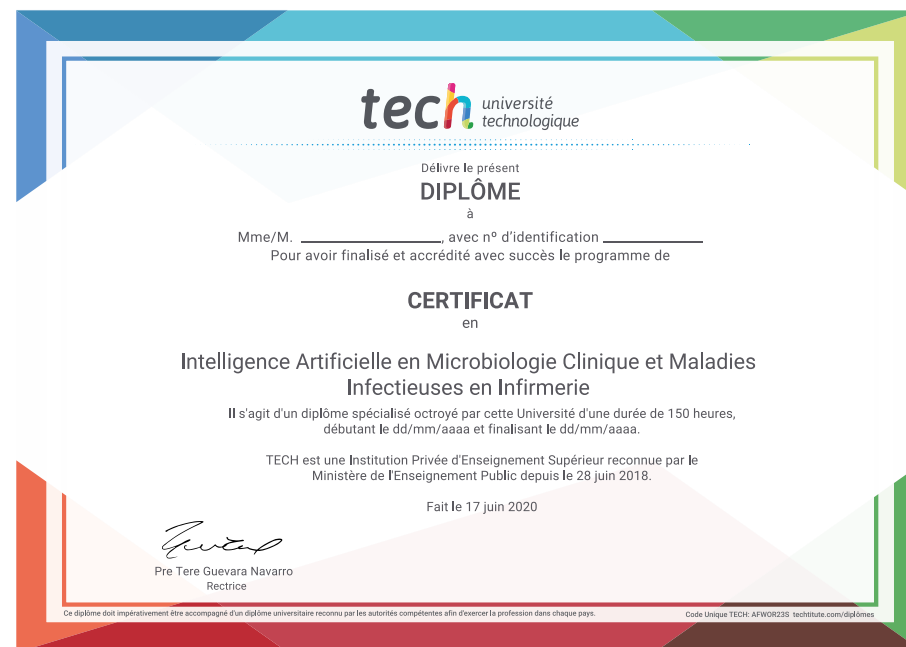 tech université
technologique
Délivre le présent
DIPLÔME
à
Mme/M. ____________________, avec nº d'identification ______________
Pour avoir finalisé et accrédité avec succès le programme de
CERTIFICAT
en
Intelligence Artificielle en Microbiologie Clinique et Maladies
Infectieuses en Infirmerie
Il s'agit d'un diplôme spécialisé octroyé par cette Université d'une durée de 150 heures,
débutant le dd/mm/aaaa et finalisant le dd/mm/aaaa.
TECH est une Institution Privée d'Enseignement Supérieur reconnue par le
Ministère de l'Enseignement Public depuis le 28 juin 2018.
Fait le 17 juin 2020
Pre Tere Guevara Navarro
Rectrice
Ce diplôme doit impérativement être accompagné d'un diplôme universitaire reconnu par les autorités compétentes afin d'exercer la profession dans chaque pays.
Code Unique TECH: AFWOR23S techtitute.com/diplômes